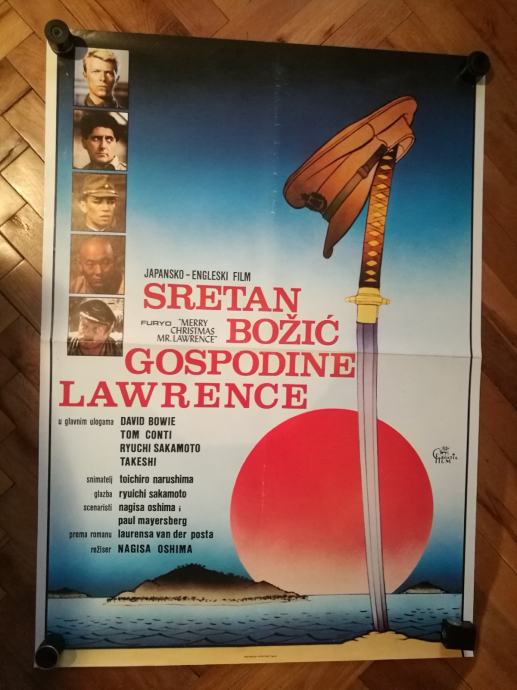 JAPANSKO-ENGLESKI FILM
SRETAN
FURYO "MERRY
CHRISTMAS
MR. LAWRENCE"
BOŽIĆ
GOSPODINE
LAWRENCE
u glavnim ulogama DAVID BOWIE
TOM CONTI
RYUCHI SAKAMOTO
TAKESHI
snimatelj toichiro narushima
glazba ryuichi sakamoto
scenaristi nagisa oshima i
paul mayersberg
prema romanu laurensa van der posta
režiser NAGISA OSHIMA
CROATIA
FILM